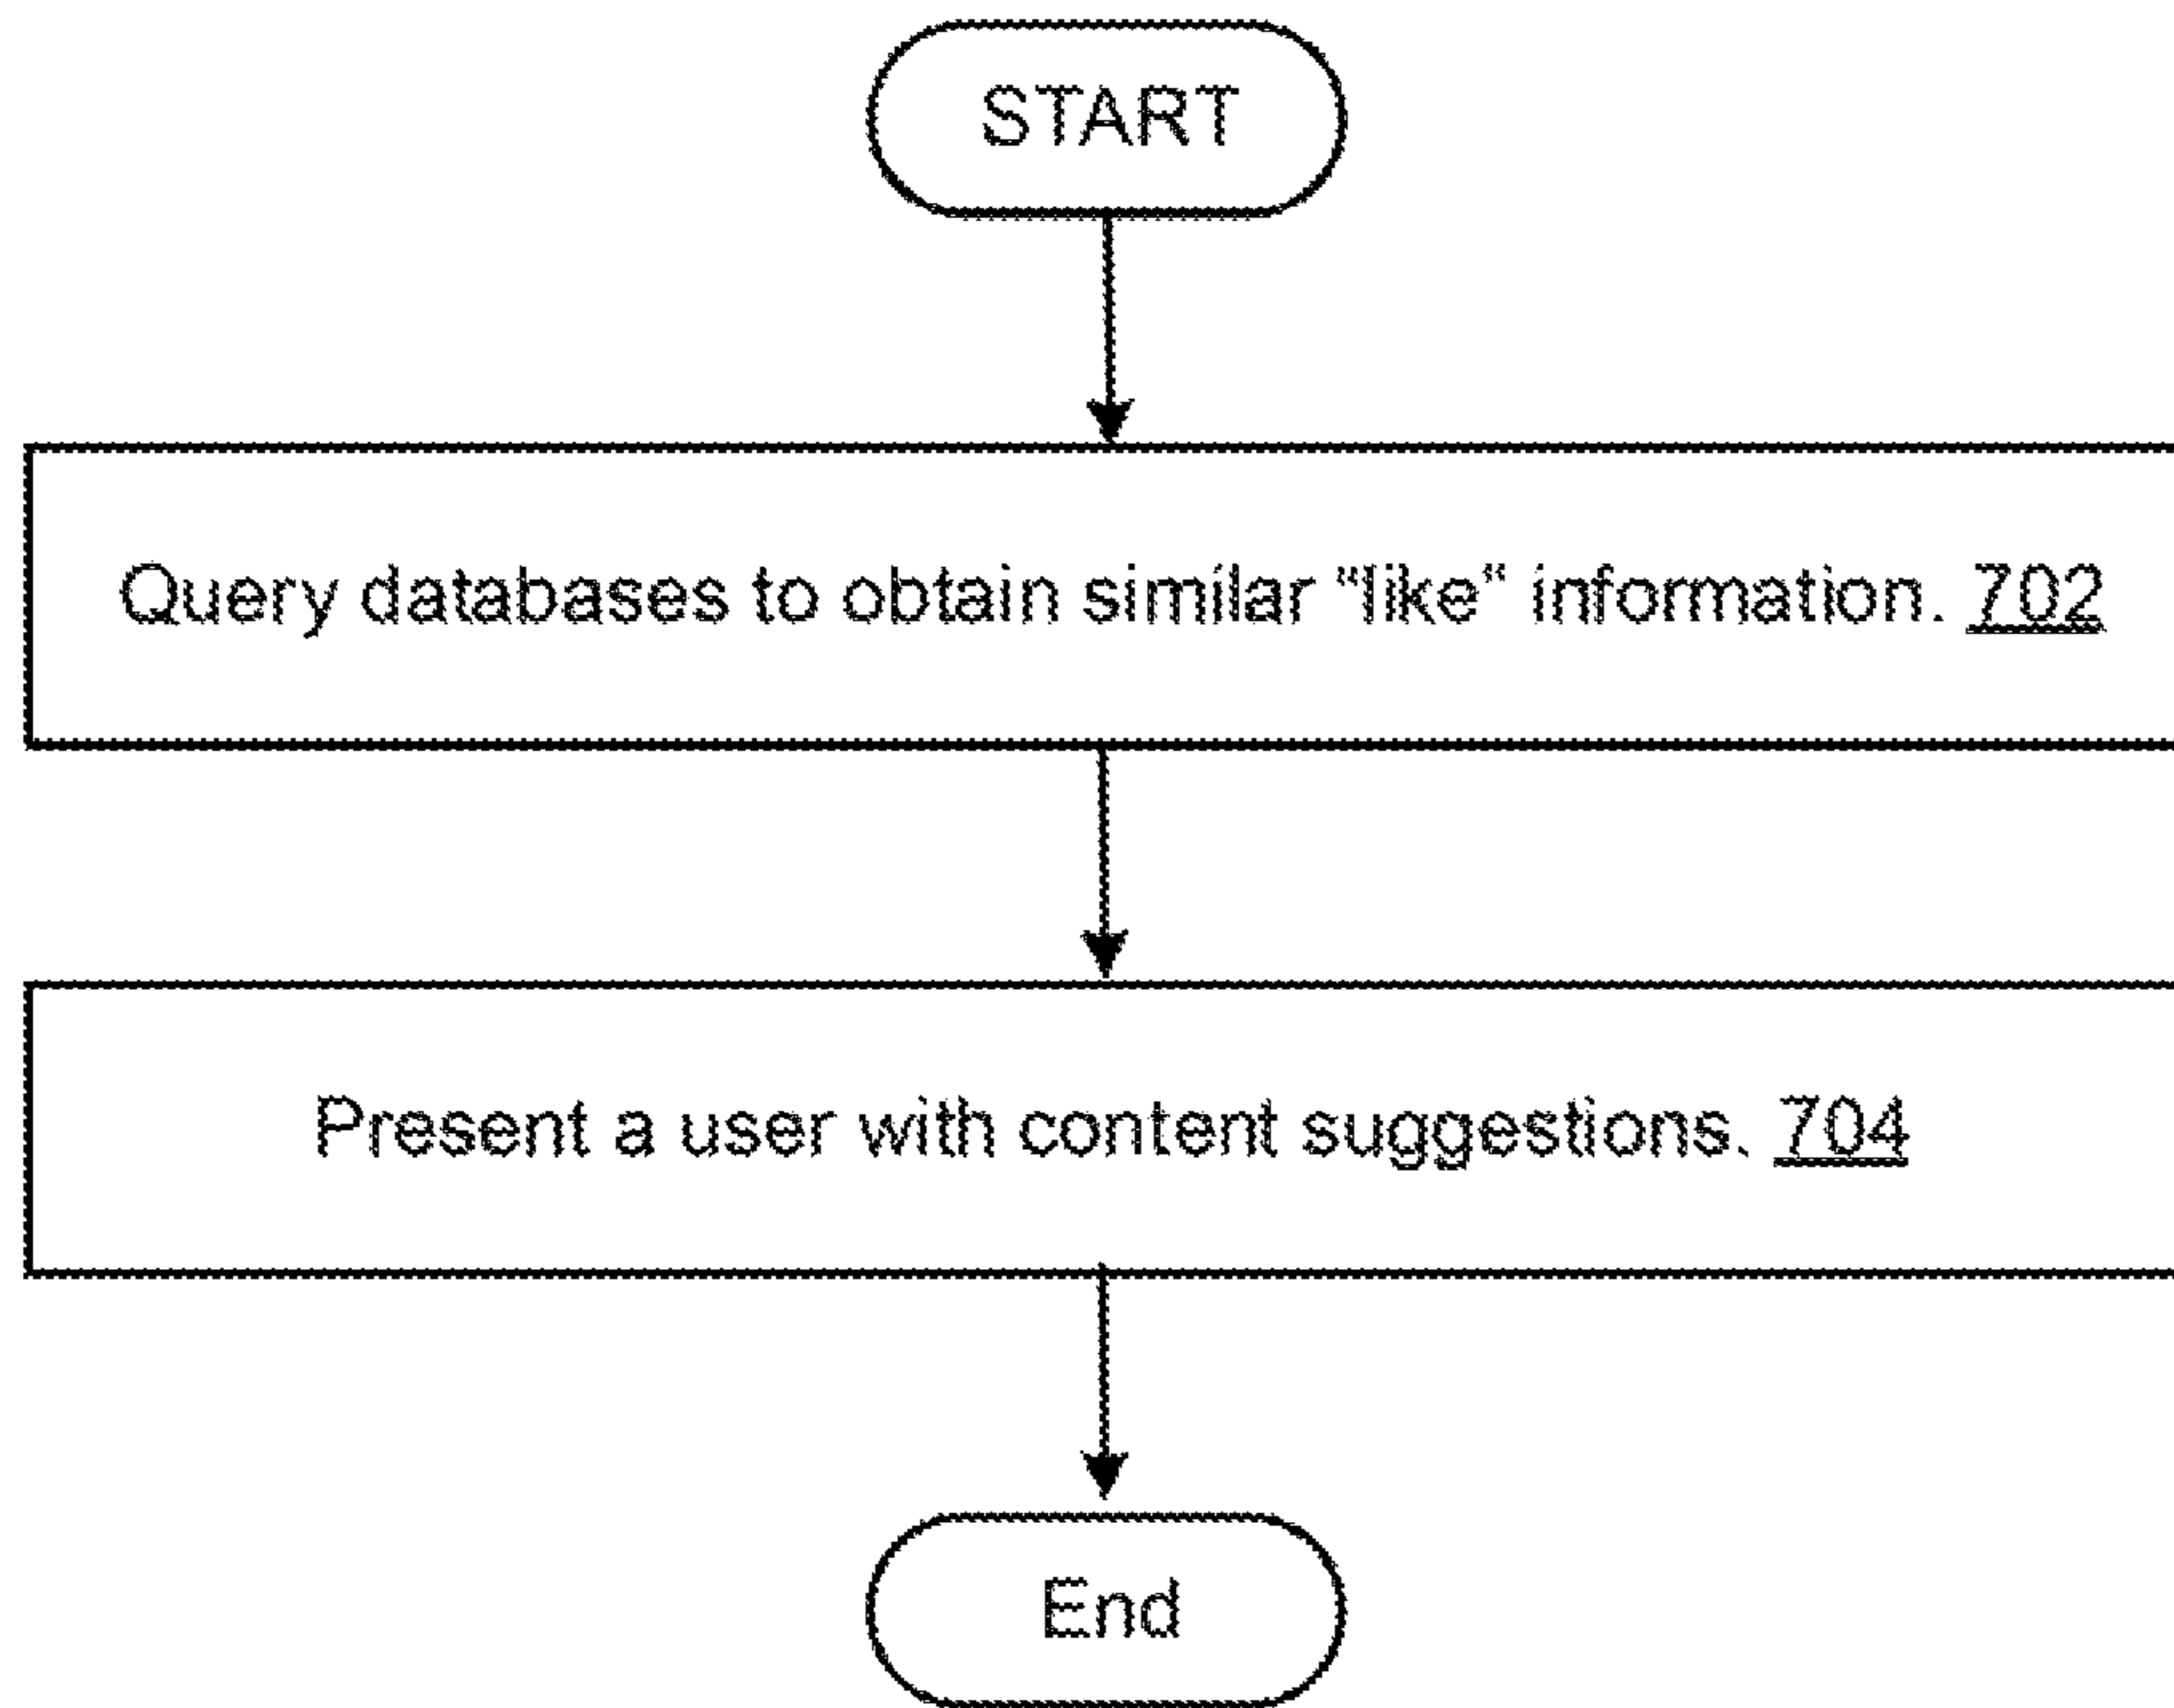 START
Query databases to obtain similar “like” information. 702
Present a user with content suggestions. 704
End